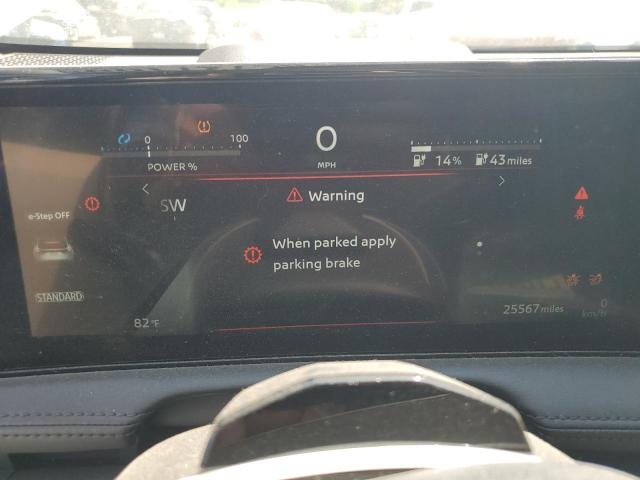 0
100
POWER %
0
MPH
14 %
43 miles
SW
Warning
e-Step OFF
When parked apply
parking brake
STANDARD
82 °F
25567 miles
0
km/h